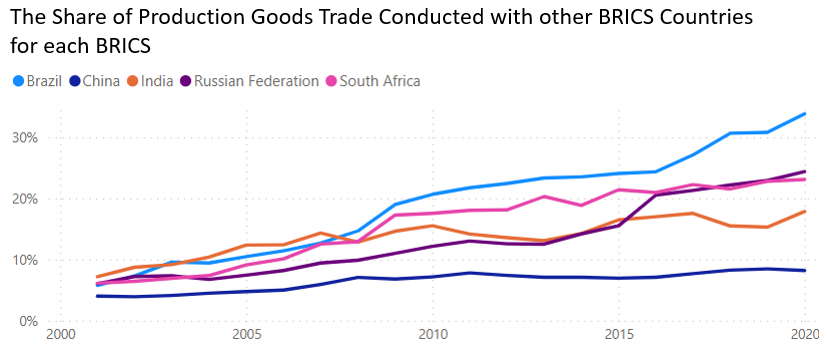 The Share of Production Goods Trade Conducted with other BRICS Countries
for each BRICS
Brazil China India Russian Federation South Africa
30%
20%
10%
0%
2000 2005 2010 2015 2020